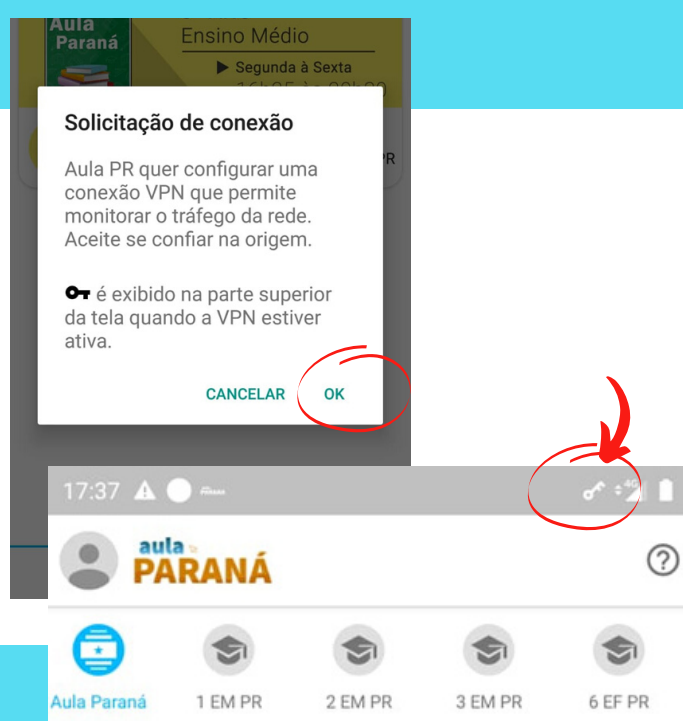 Aula
Paraná
Ensino Médio
▶ Segunda à Sexta
PR
Solicitação de conexão
Aula PR quer configurar uma
conexão VPN que permite
monitorar o tráfego da rede.
Aceite se confiar na origem.
é exibido na parte superior
da tela quando a VPN estiver
ativa.
CANCELAR OK
17:37 4G
aula
PARANÁ
Aula Paraná 1 EM PR 2 EM PR 3 EM PR 6 EF PR